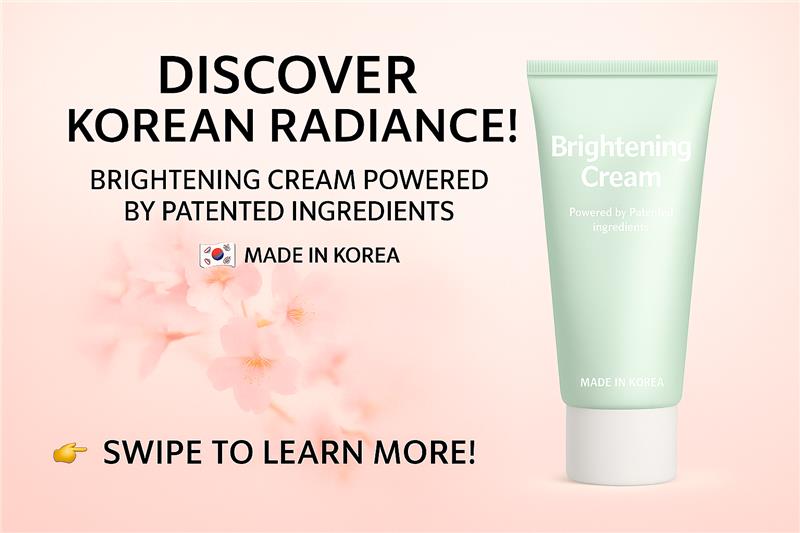 DISCOVER
KOREAN RADIANCE!
BRIGHTENING CREAM POWERED
BY PATENTED INGREDIENTS
🇰🇷 MADE IN KOREA
👉 SWIPE TO LEARN MORE!
Brightening
Cream
Powered by Patented
ingredients
MADE IN KOREA